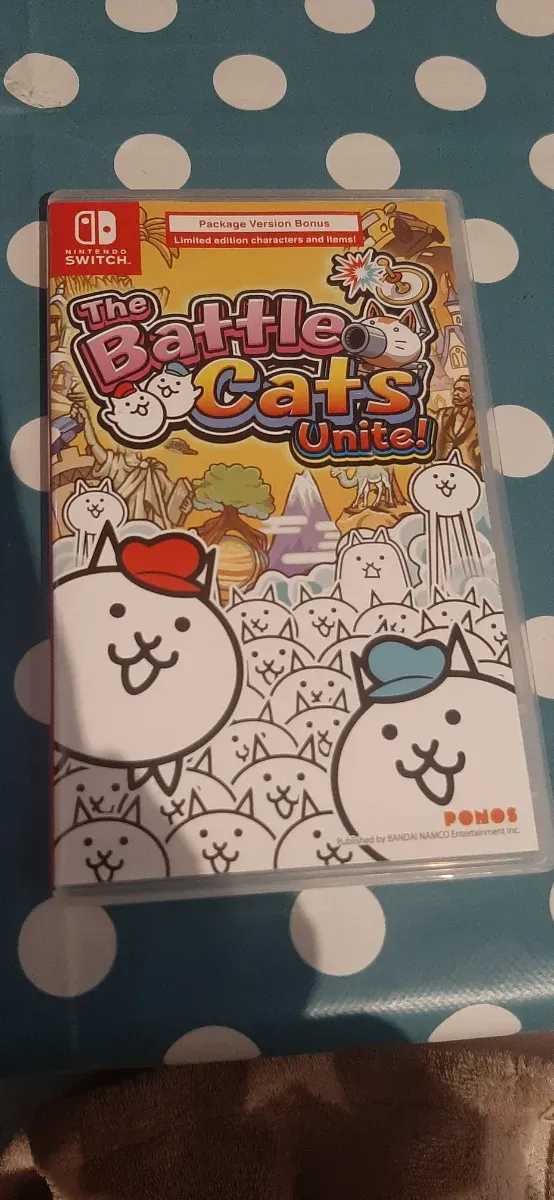 Package Version Bonus
Limited edition characters and items!
NINTENDO
SWITCH™
The
Battle
Cats
Unite!
PONOS
Published by BANDAI NAMCO Entertainment Inc.